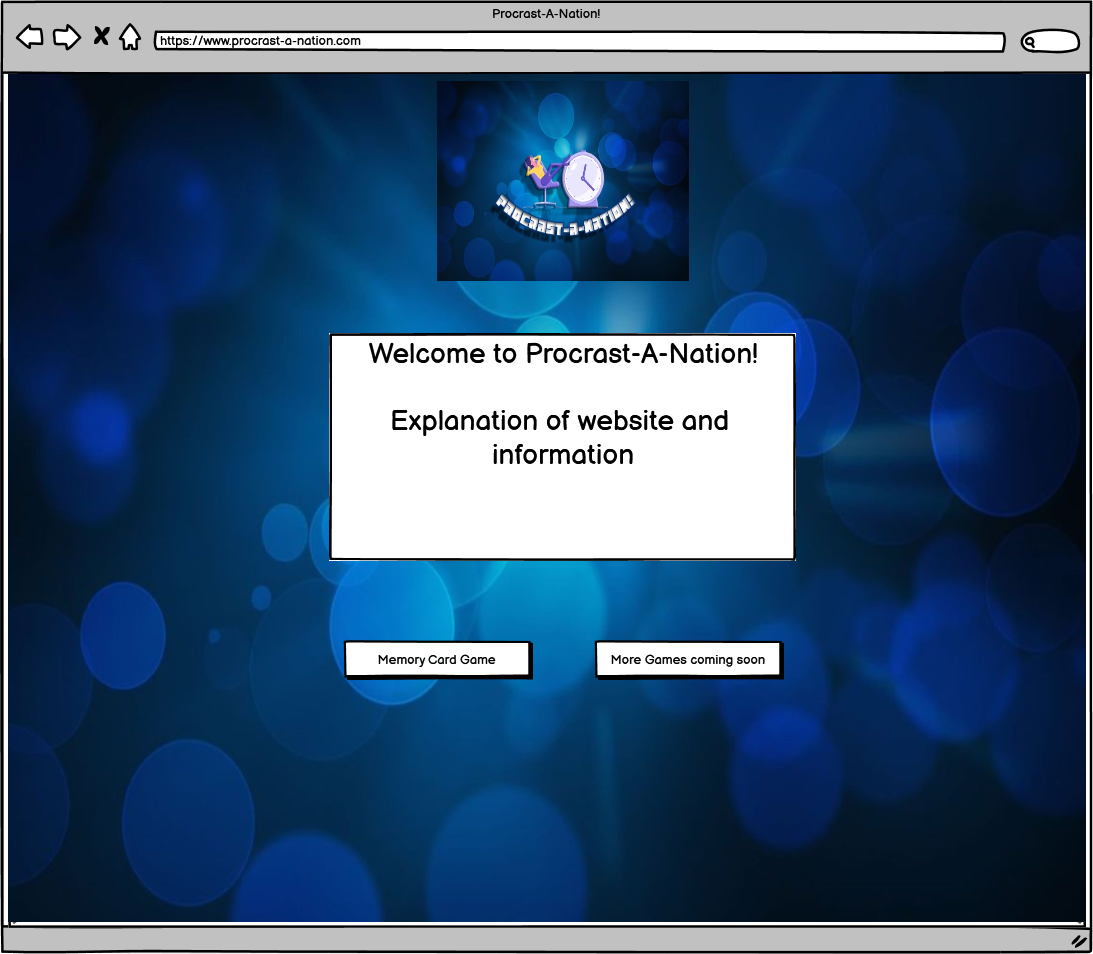 Procrast-A-Nation!
https://www.procrast-a-nation.com
PROCRAST-A-NATION!
Welcome to Procrast-A-Nation!
Explanation of website and
information
Memory Card Game
More Games coming soon